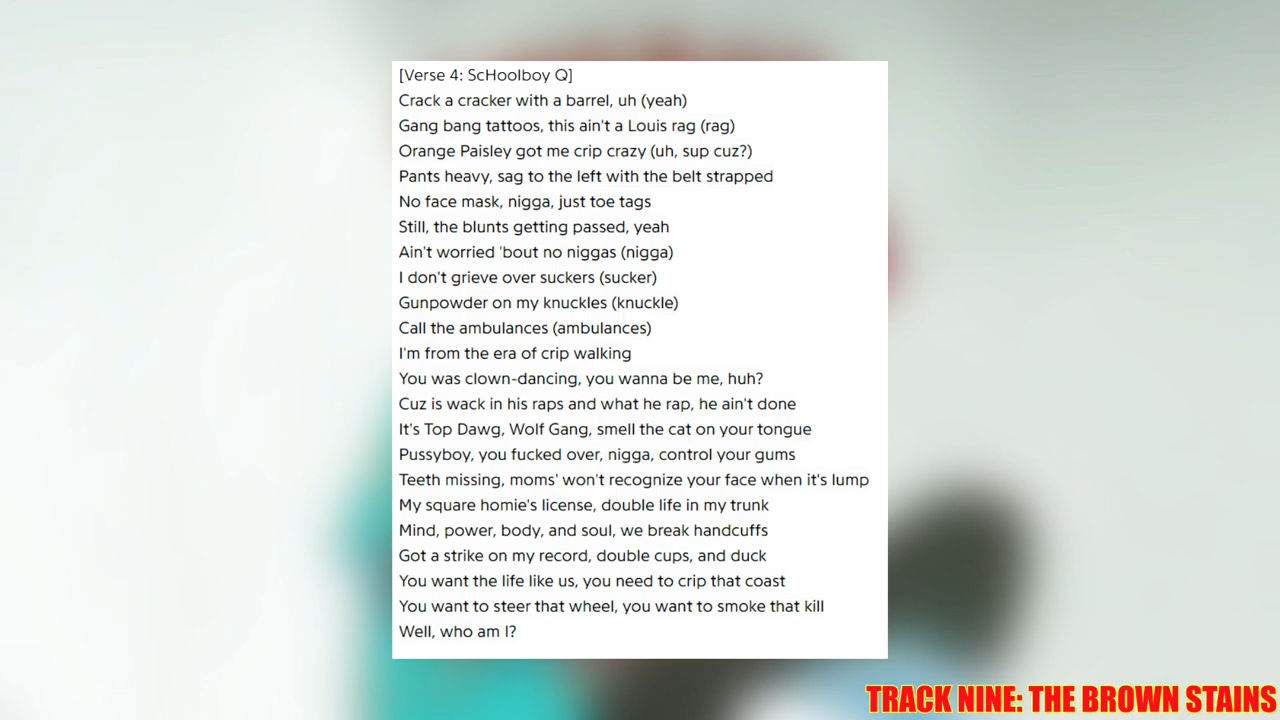 [Verse 4: ScHoolboy Q]
Crack a cracker with a barrel, uh (yeah)
Gang bang tattoos, this ain't a Louis rag (rag)
Orange Paisley got me crip crazy (uh, sup cuz?)
Pants heavy, sag to the left with the belt strapped
No face mask, nigga, just toe tags
Still, the blunts getting passed, yeah
Ain't worried 'bout no niggas (nigga)
I don't grieve over suckers (sucker)
Gunpowder on my knuckles (knuckle)
Call the ambulances (ambulances)
I'm from the era of crip walking
You was clown-dancing, you wanna be me, huh?
Cuz is wack in his raps and what he rap, he ain't done
It's Top Dawg, Wolf Gang, smell the cat on your tongue
Pussyboy, you fucked over, nigga, control your gums
Teeth missing, moms' won't recognize your face when it's lump
My square homie's license, double life in my trunk
Mind, power, body, and soul, we break handcuffs
Got a strike on my record, double cups, and duck
You want the life like us, you need to crip that coast
You want to steer that wheel, you want to smoke that kill
Well, who am I?
TRACK NINE: THE BROWN STAINS